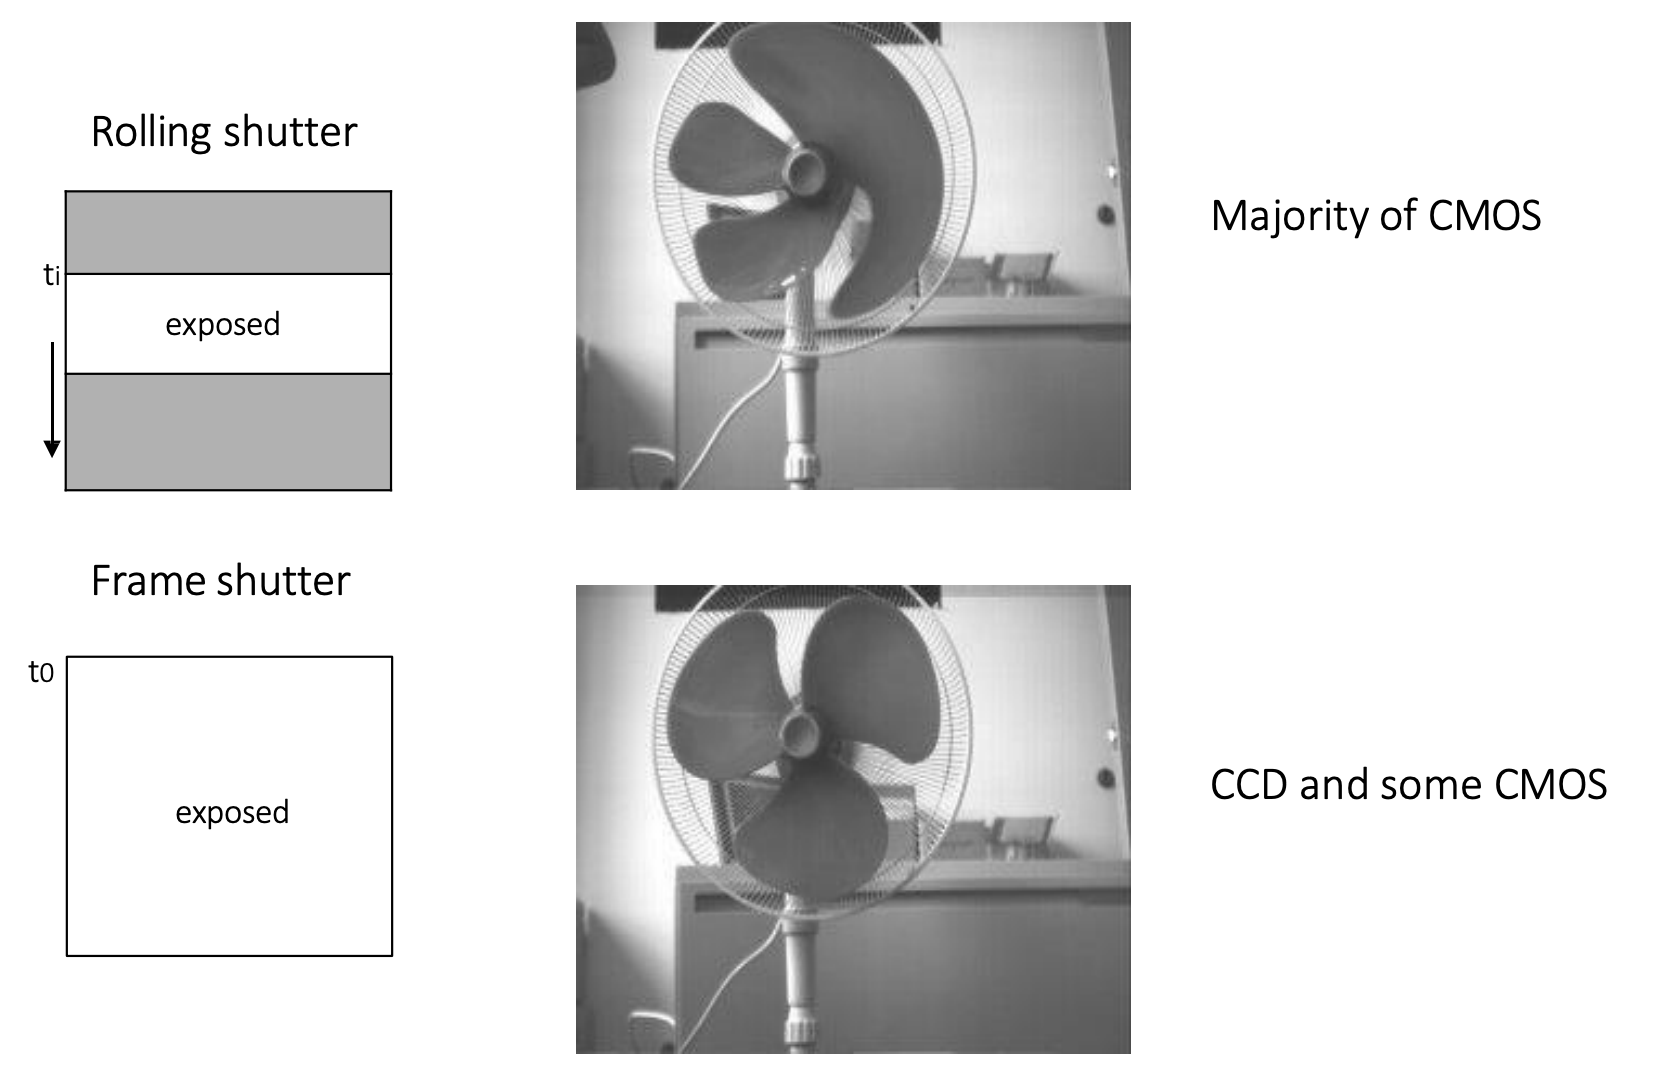 Rolling shutter
Majority of CMOS
ti
exposed
Frame shutter
t0
CCD and some CMOS
exposed